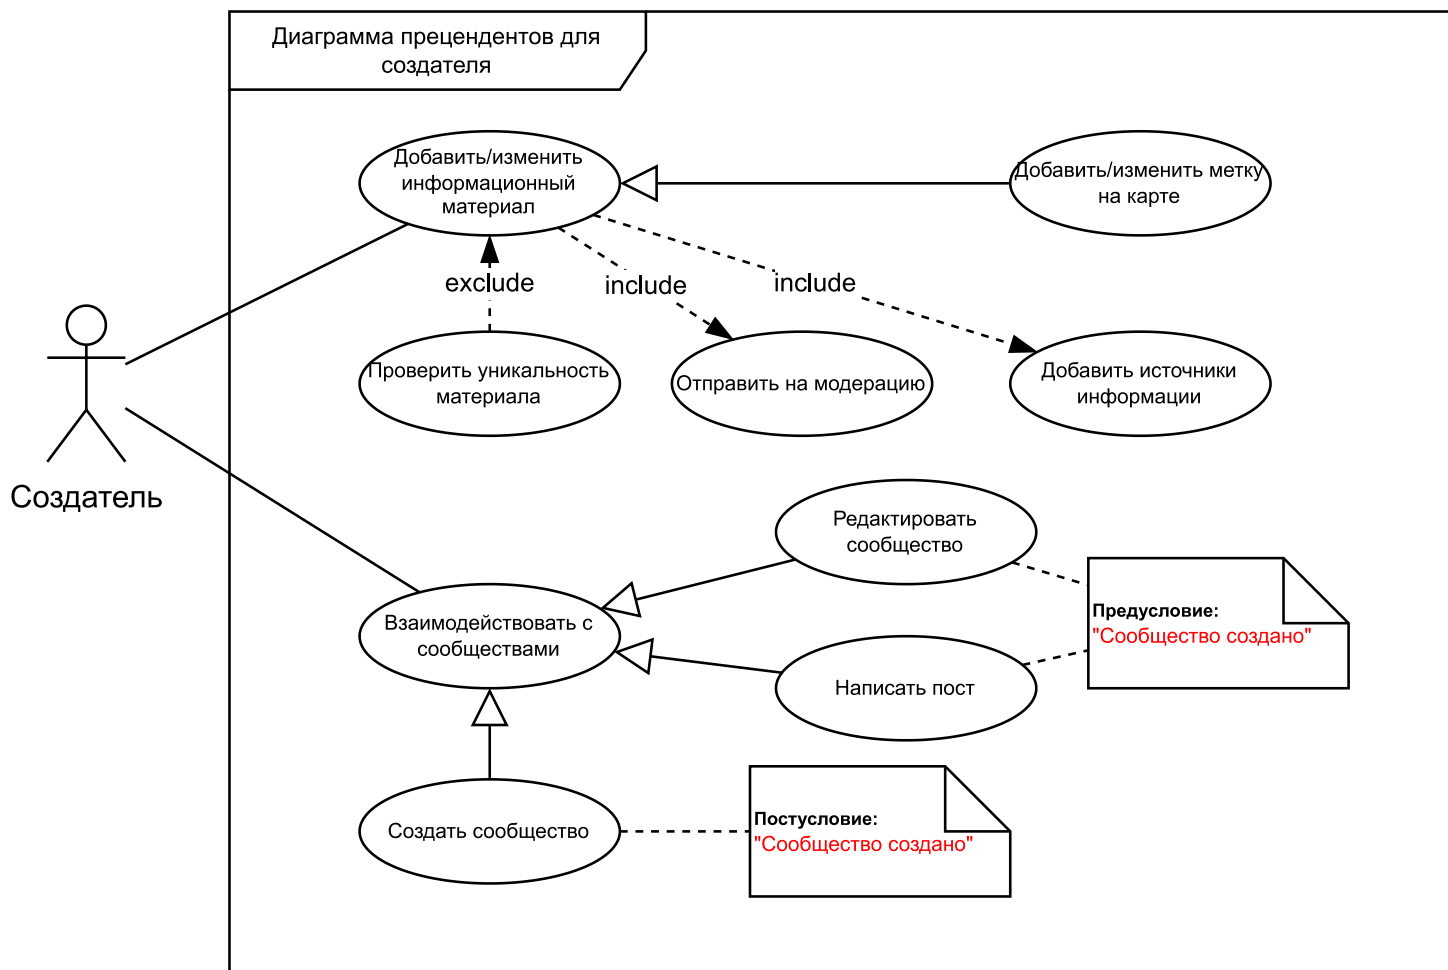 Диаграмма прецендентов для
создателя
Добавить/изменить
информационный
материал
Добавить/изменить метку
на карте
exclude
include
include
Проверить уникальность
материала
Отправить на модерацию
Добавить источники
информации
Создатель
Редактировать
сообщество
Предусловие:
"Сообщество создано"
Взаимодействовать с
сообществами
Написать пост
Создать сообщество
Постусловие:
"Сообщество создано"